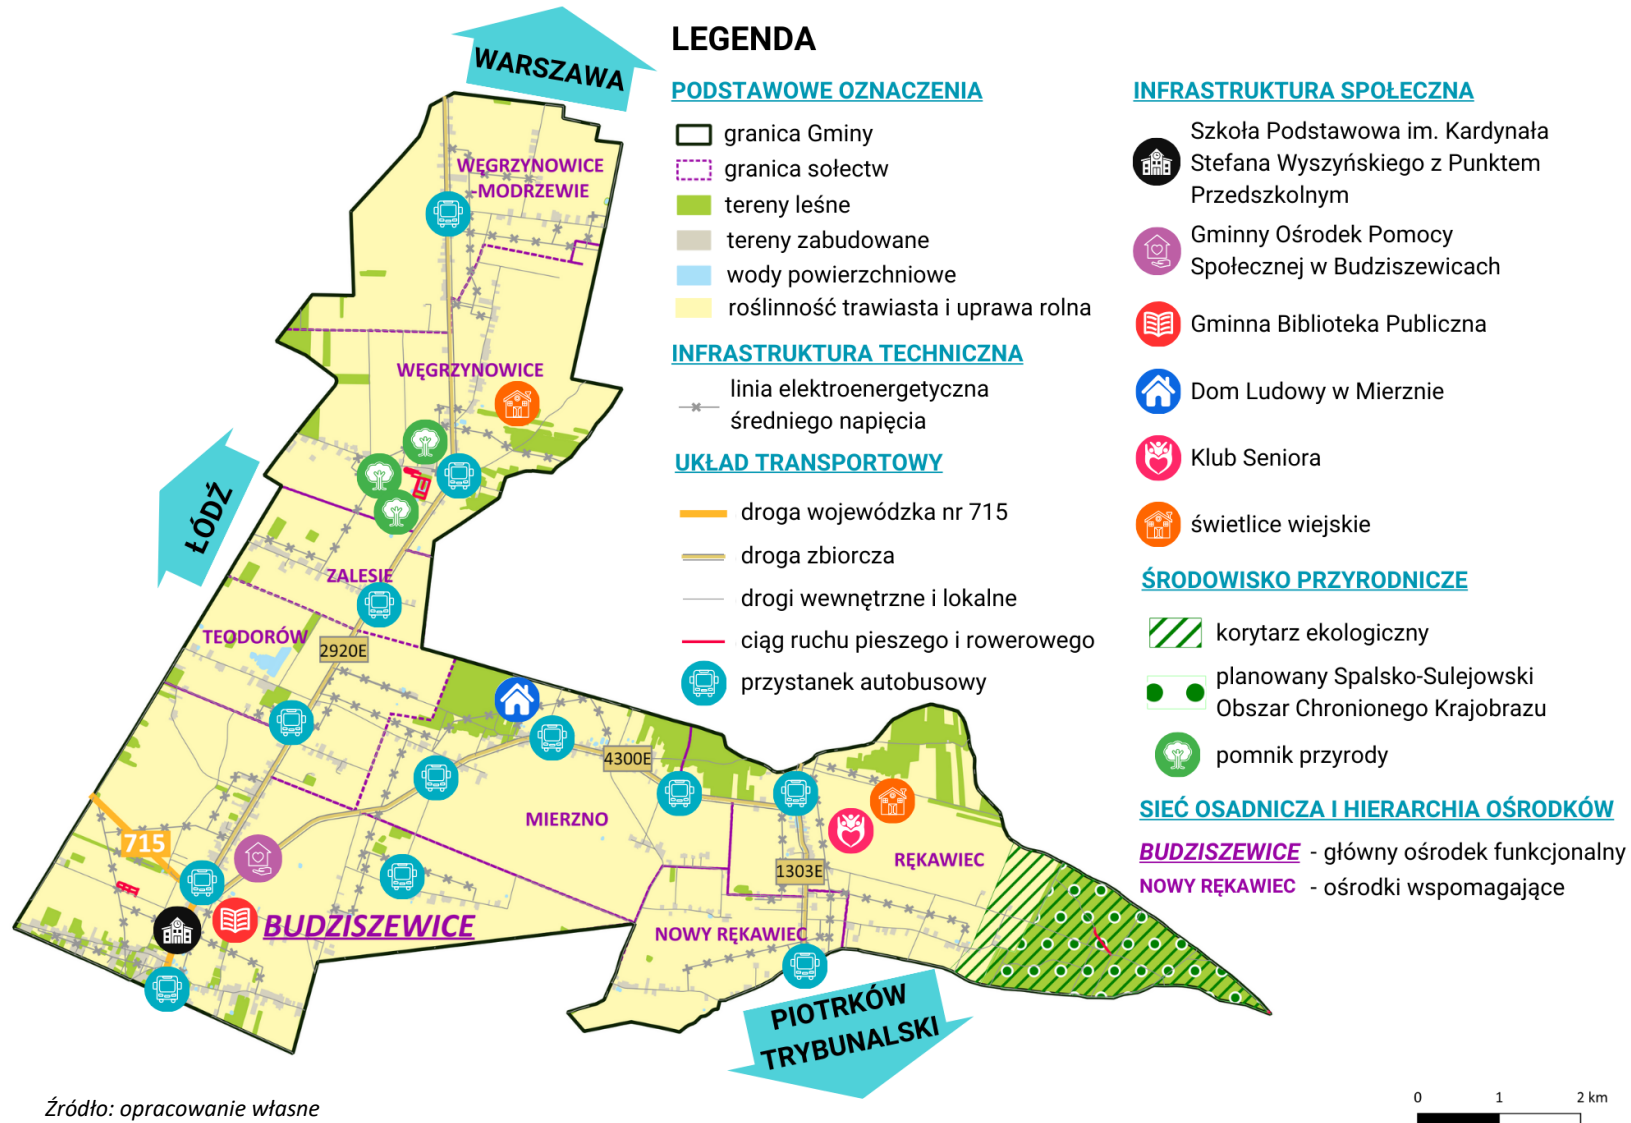 WARSZAWA
ŁÓDŹ
PIOTRKÓW
TRYBUNALSKI
WĘGRZYNOWICE
-MODRZEWIE
WĘGRZYNOWICE
ZALESIE
TEODORÓW
2920E
4300E
MIERZNO
715
1303E
RĘKAWIEC
BUDZISZEWICE
NOWY RĘKAWIEC
LEGENDA
PODSTAWOWE OZNACZENIA
granica Gminy
granica sołectw
tereny leśne
tereny zabudowane
wody powierzchniowe
roślinność trawiasta i uprawa rolna
INFRASTRUKTURA TECHNICZNA
linia elektroenergetyczna
średniego napięcia
UKŁAD TRANSPORTOWY
droga wojewódzka nr 715
droga zbiorcza
drogi wewnętrzne i lokalne
ciąg ruchu pieszego i rowerowego
przystanek autobusowy
INFRASTRUKTURA SPOŁECZNA
Szkoła Podstawowa im. Kardynała
Stefana Wyszyńskiego z Punktem
Przedszkolnym
Gminny Ośrodek Pomocy
Społecznej w Budziszewicach
Gminna Biblioteka Publiczna
Dom Ludowy w Mierznie
Klub Seniora
świetlice wiejskie
ŚRODOWISKO PRZYRODNICZE
korytarz ekologiczny
planowany Spalsko-Sulejowski
Obszar Chronionego Krajobrazu
pomnik przyrody
SIEĆ OSADNICZA I HIERARCHIA OŚRODKÓW
BUDZISZEWICE - główny ośrodek funkcjonalny
NOWY RĘKAWIEC - ośrodki wspomagające
Źródło: opracowanie własne
0 1 2 km